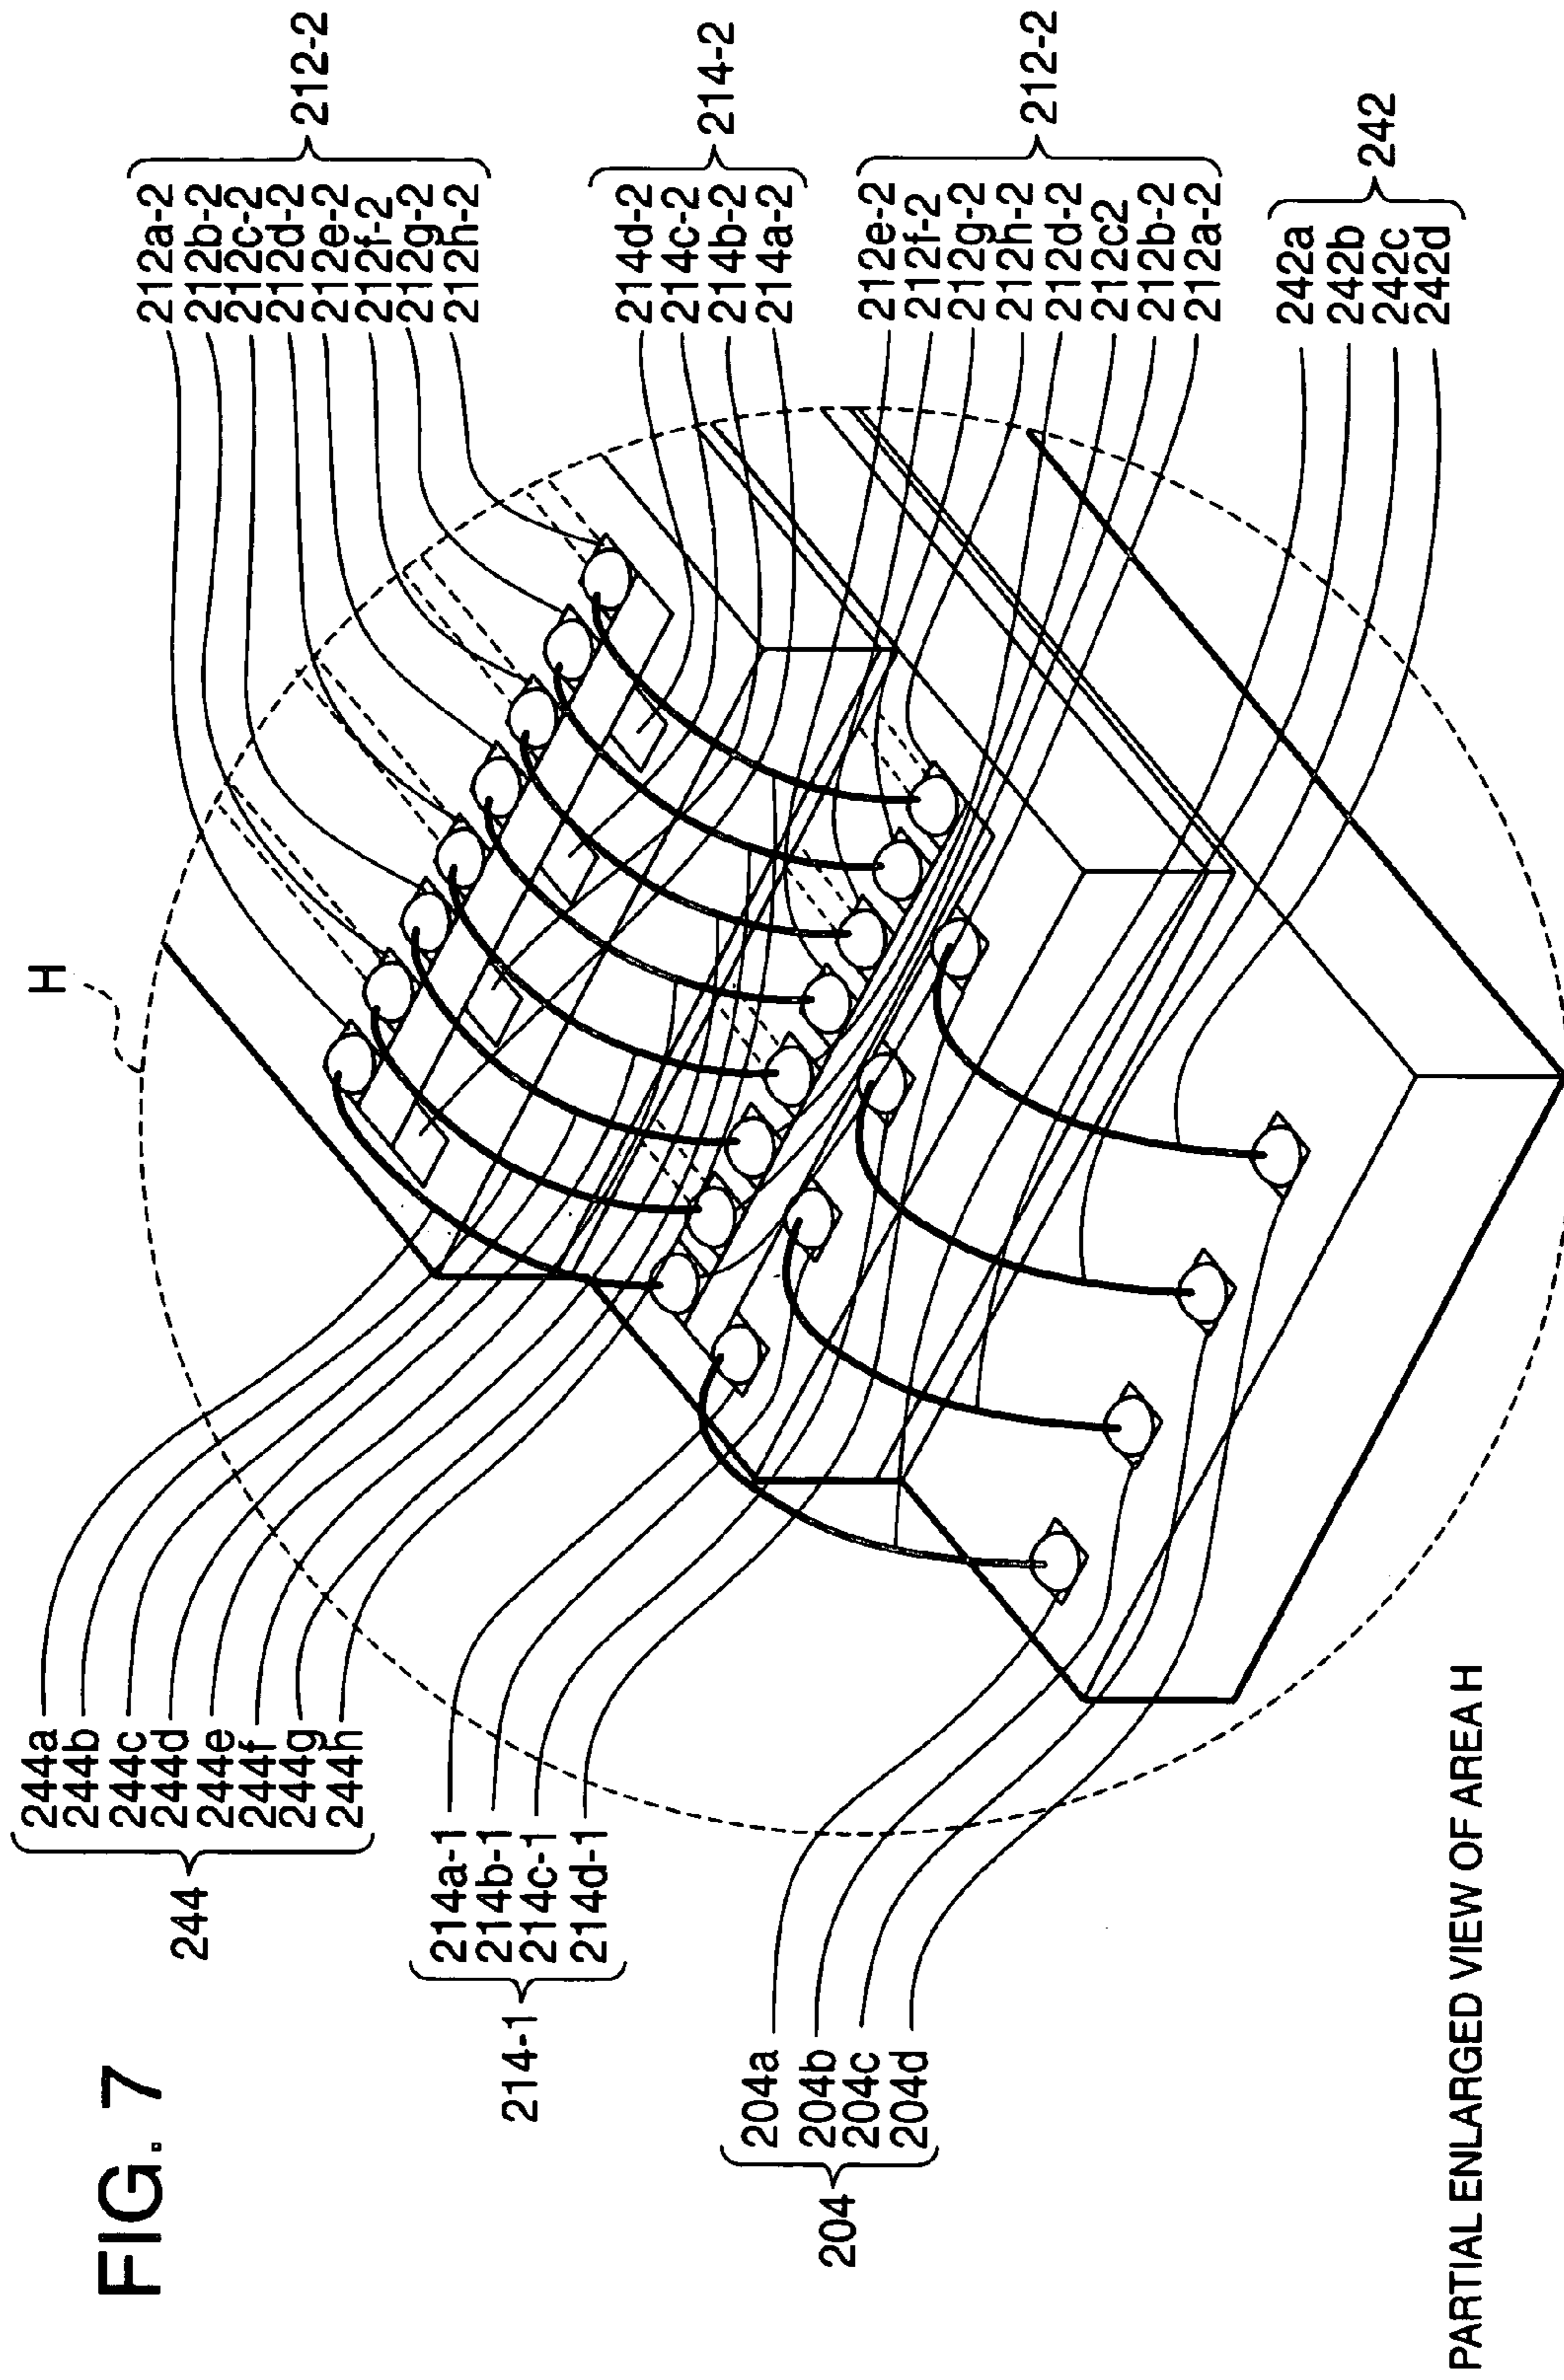 FIG. 7
H
244a
244b
244c
244d
244e
244f
244g
244h
244
214a-1
214b-1
214c-1
214d-1
214-1
204a
204b
204c
204d
204
212a-2
212b-2
212c-2
212d-2
212e-2
212f-2
212g-2
212h-2
212-2
214d-2
214c-2
214b-2
214a-2
214-2
212e-2
212f-2
212g-2
212h-2
212d-2
212c2
212b-2
212a-2
212-2
242a
242b
242c
242d
242
PARTIAL ENLARGED VIEW OF AREA H